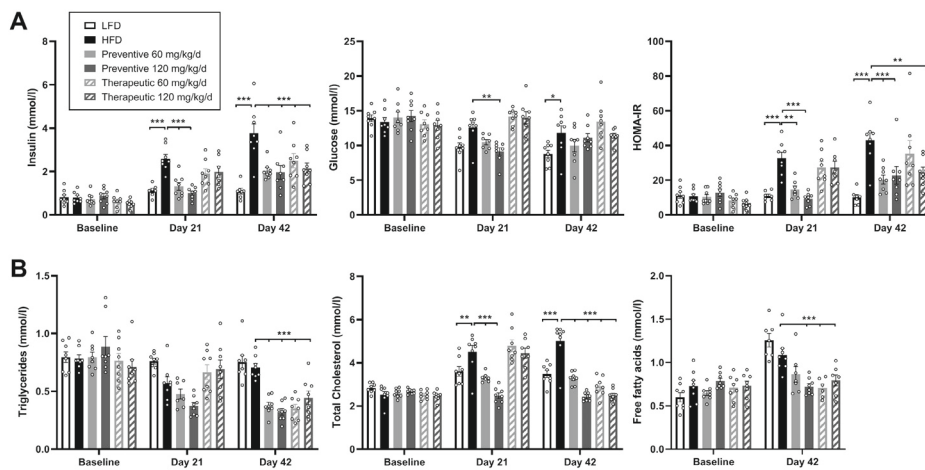 A
LFD
HFD
Preventive 60 mg/kg/d
Preventive 120 mg/kg/d
Therapeutic 60 mg/kg/d
Therapeutic 120 mg/kg/d
Insulin (mmol/l)
8
6
4
2
0
*** ***
*** ***
Baseline Day 21 Day 42
Glucose (mmol/l)
25
20
15
10
5
0
**
*
Baseline Day 21 Day 42
HOMA-IR
100
80
60
40
20
0
***
*** **
**
*** ***
Baseline Day 21 Day 42
B
Triglycerides (mmol/l)
1.5
1.0
0.5
0.0
***
Baseline Day 21 Day 42
Total Cholesterol (mmol/l)
8
6
4
2
0
** ***
*** ***
Baseline Day 21 Day 42
Free fatty acids (mmol/l)
2.0
1.5
1.0
0.5
0.0
***
Baseline Day 42